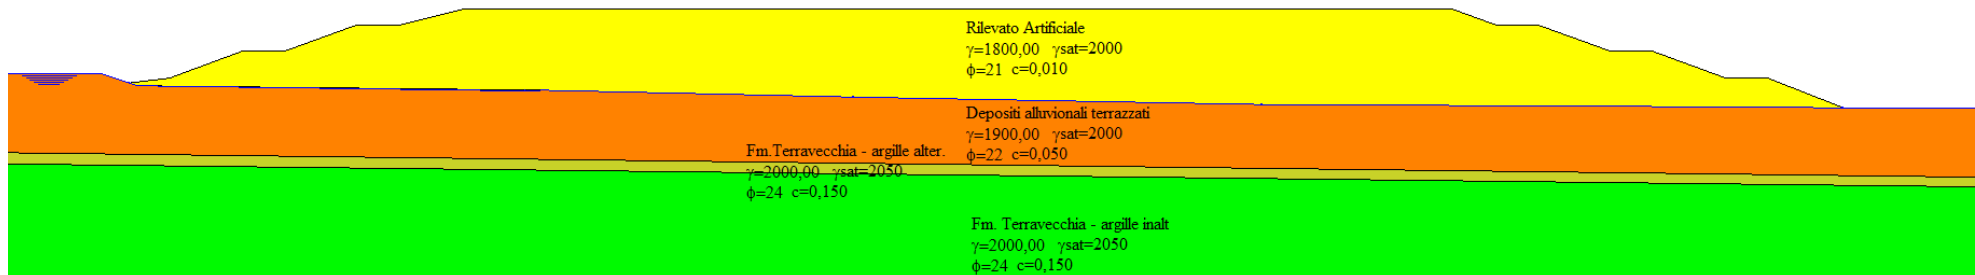 Rilevato Artificiale
γ=1800,00 γsat=2000
ϕ=21 c=0,010
Depositi alluvionali terrazzati
γ=1900,00 γsat=2000
ϕ=22 c=0,050
Fm.Terravecchia - argille alter.
γ=2000,00 γsat=2050
ϕ=24 c=0,150
Fm. Terravecchia - argille inalt
γ=2000,00 γsat=2050
ϕ=24 c=0,150